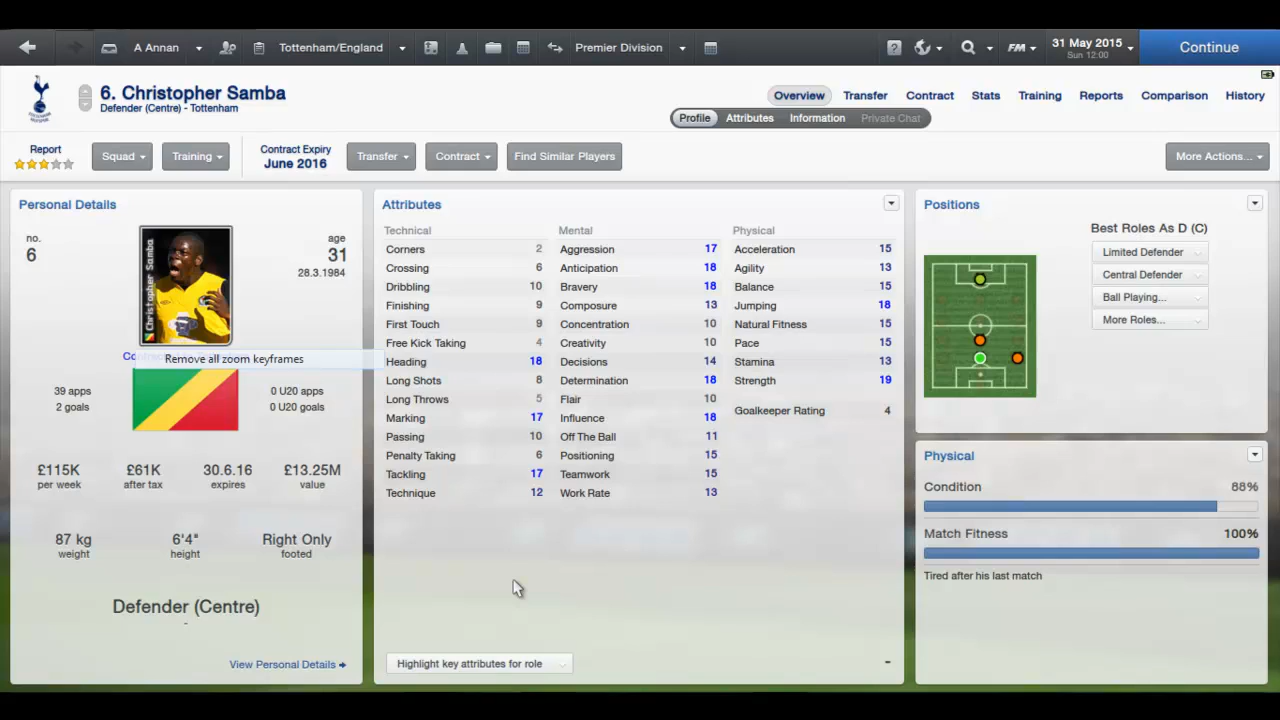 A Annan
Tottenham/England
Premier Division
FM
31 May 2015
Sun 12:00
Continue
6. Christopher Samba
Defender (Centre) - Tottenham
Overview Transfer Contract Stats Training Reports Comparison History
Profile Attributes Information Private Chat
Report
Squad
Training
Contract Expiry
June 2016
Transfer
Contract
Find Similar Players
More Actions...
Personal Details
no.
6
Christopher Samba
age
31
28.3.1984
Remove all zoom keyframes
39 apps
2 goals
0 U20 apps
0 U20 goals
£115K
per week
£61K
after tax
30.6.16
expires
£13.25M
value
87 kg
weight
6'4"
height
Right Only
footed
Defender (Centre)
-
View Personal Details
Attributes
Technical
Corners 2
Crossing 6
Dribbling 10
Finishing 9
First Touch 9
Free Kick Taking 4
Heading 18
Long Shots 8
Long Throws 5
Marking 17
Passing 10
Penalty Taking 6
Tackling 17
Technique 12
Mental
Aggression 17
Anticipation 18
Bravery 18
Composure 13
Concentration 10
Creativity 10
Decisions 14
Determination 18
Flair 10
Influence 18
Off The Ball 11
Positioning 15
Teamwork 15
Work Rate 13
Physical
Acceleration 15
Agility 13
Balance 15
Jumping 18
Natural Fitness 15
Pace 15
Stamina 13
Strength 19
Goalkeeper Rating 4
Highlight key attributes for role
-
Positions
Best Roles As D (C)
Limited Defender
Central Defender
Ball Playing...
More Roles...
Physical
Condition 88%
Match Fitness 100%
Tired after his last match